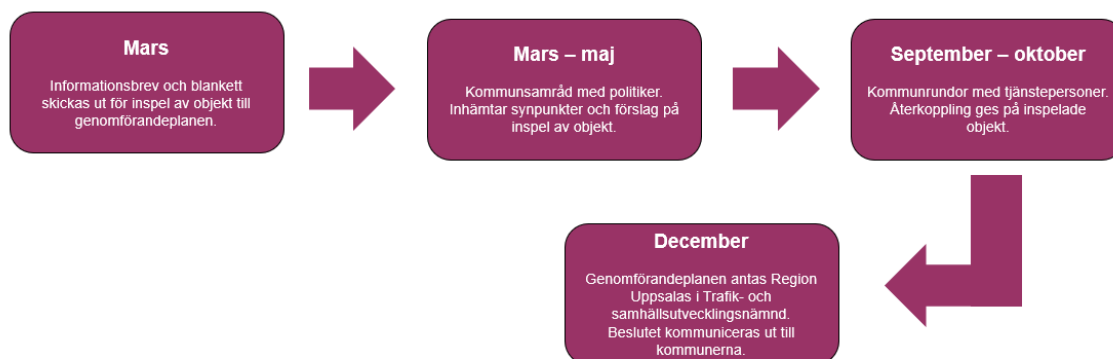 Mars
Informationsbrev och blankett
skickas ut för inspel av objekt till
genomförandeplanen.
Mars – maj
Kommunsamråd med politiker.
Inhämtar synpunkter och förslag på
inspel av objekt.
September – oktober
Kommunrundor med tjänstepersoner.
Återkoppling ges på inspelade
objekt.
December
Genomförandeplanen antas Region
Uppsalas i Trafik- och
samhällsutvecklingsnämnd.
Beslutet kommuniceras ut till
kommunerna.